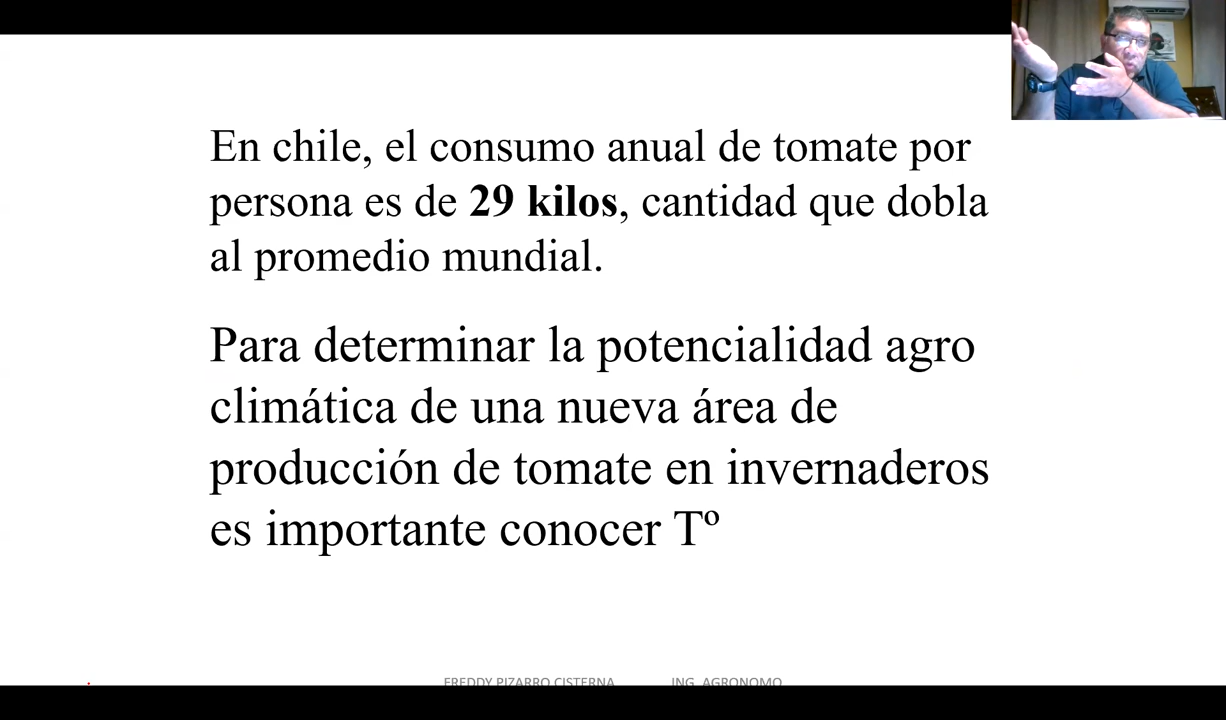 En chile, el consumo anual de tomate por
persona es de 29 kilos, cantidad que dobla
al promedio mundial.
Para determinar la potencialidad agro
climática de una nueva área de
producción de tomate en invernaderos
es importante conocer Tº
FREDDY PIZARRO CISTERNA ING. AGRONOMO